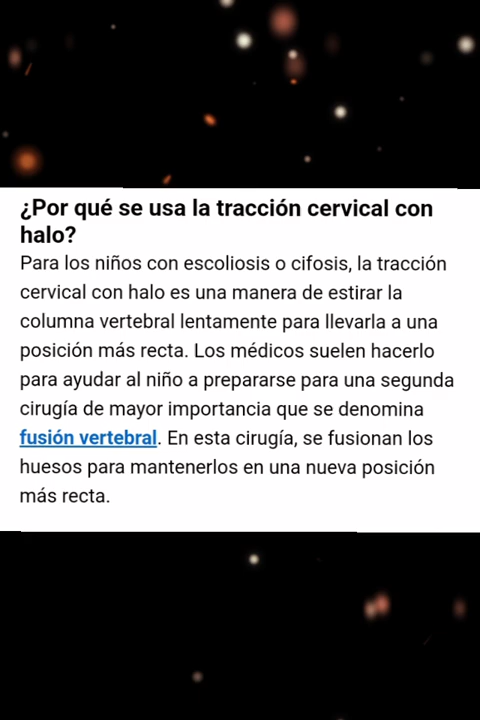 ¿Por qué se usa la tracción cervical con
halo?
Para los niños con escoliosis o cifosis, la tracción
cervical con halo es una manera de estirar la
columna vertebral lentamente para llevarla a una
posición más recta. Los médicos suelen hacerlo
para ayudar al niño a prepararse para una segunda
cirugía de mayor importancia que se denomina
fusión vertebral. En esta cirugía, se fusionan los
huesos para mantenerlos en una nueva posición
más recta.